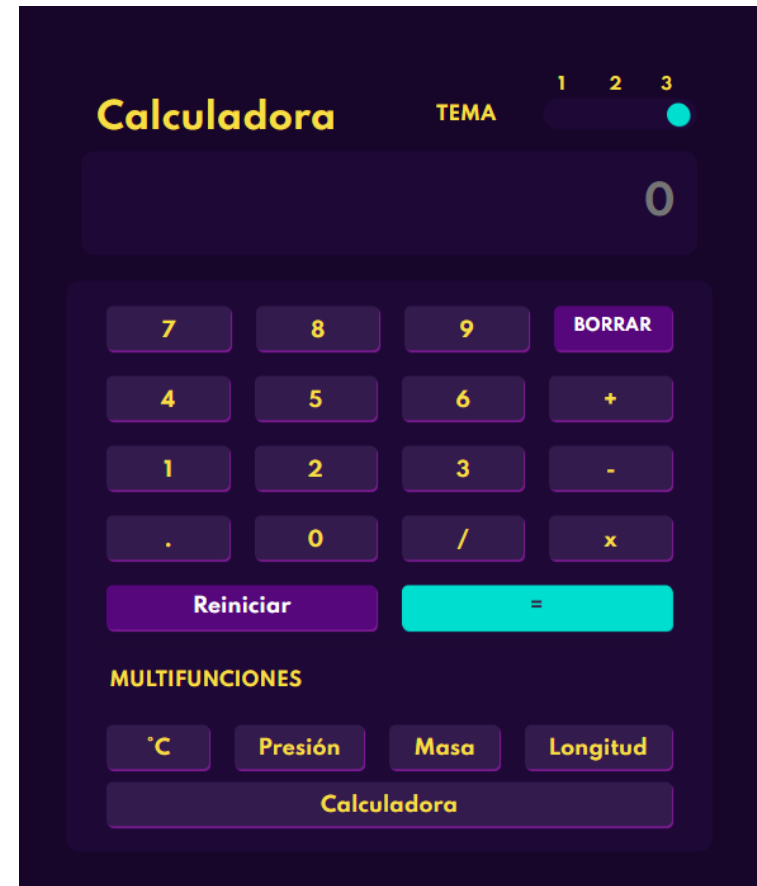 1 2 3
Calculadora TEMA
0
7 8 9 BORRAR
4 5 6 +
1 2 3 -
. 0 / x
Reiniciar =
MULTIFUNCIONES
°C Presión Masa Longitud
Calculadora